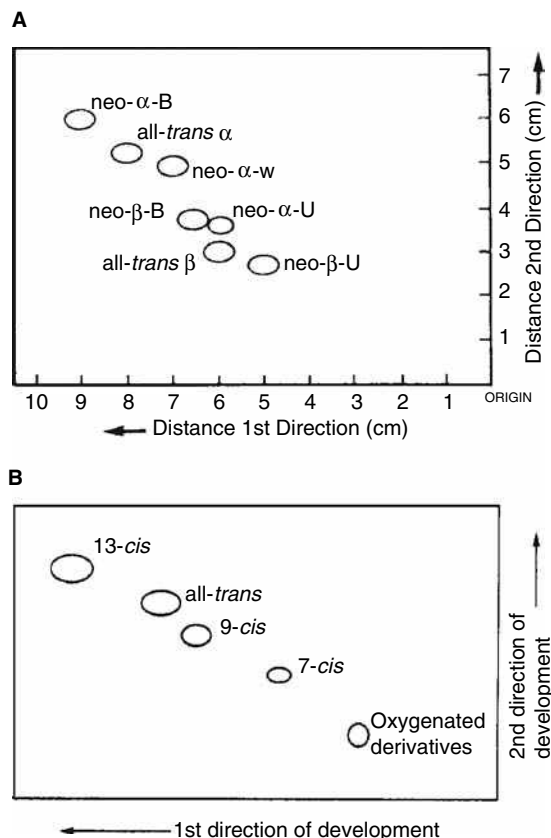 A
neo-α-B
all-trans α
neo-α-w
neo-β-B
neo-α-U
all-trans β
neo-β-U
7
6
5
4
3
2
1
Distance 2nd Direction (cm)
10 9 8 7 6 5 4 3 2 1 ORIGIN
Distance 1st Direction (cm)
B
13-cis
all-trans
9-cis
7-cis
Oxygenated
derivatives
2nd direction of
development
1st direction of development